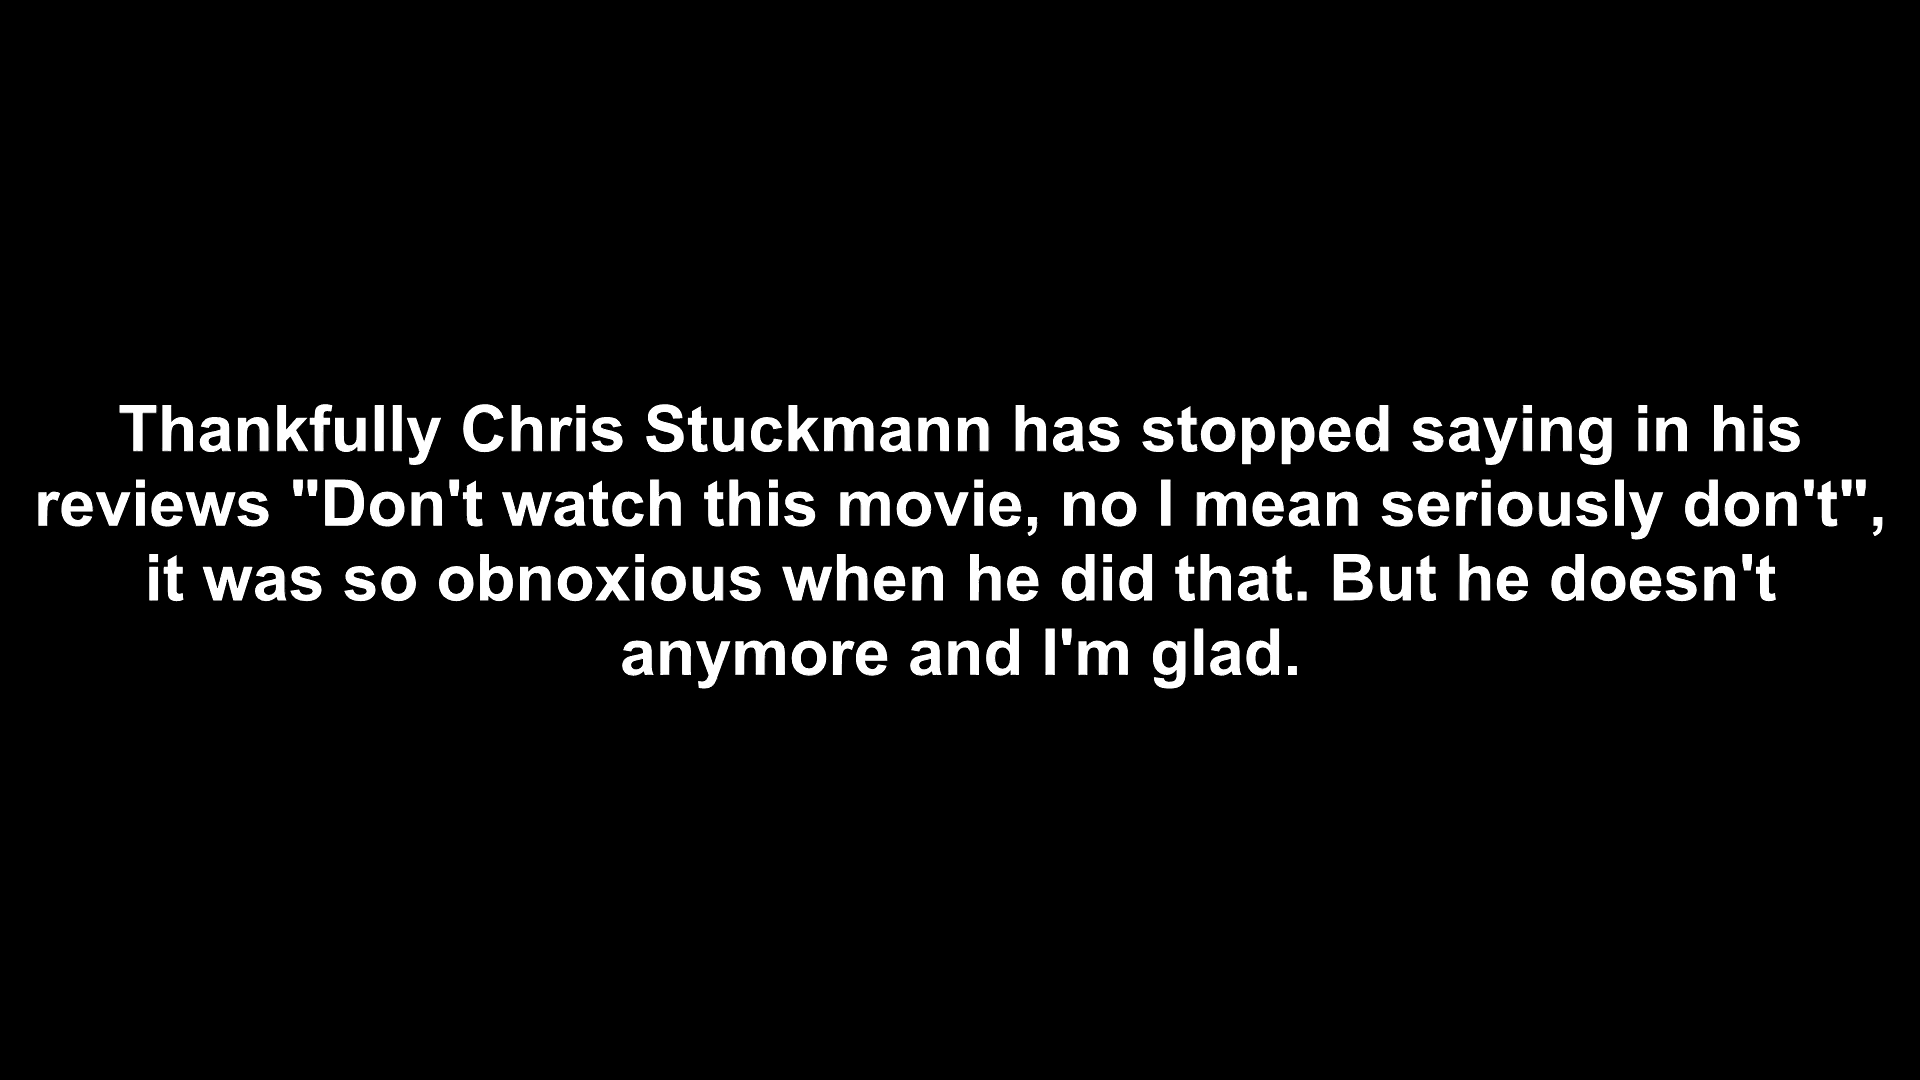 Thankfully Chris Stuckmann has stopped saying in his
reviews "Don't watch this movie, no I mean seriously don't",
it was so obnoxious when he did that. But he doesn't
anymore and I'm glad.